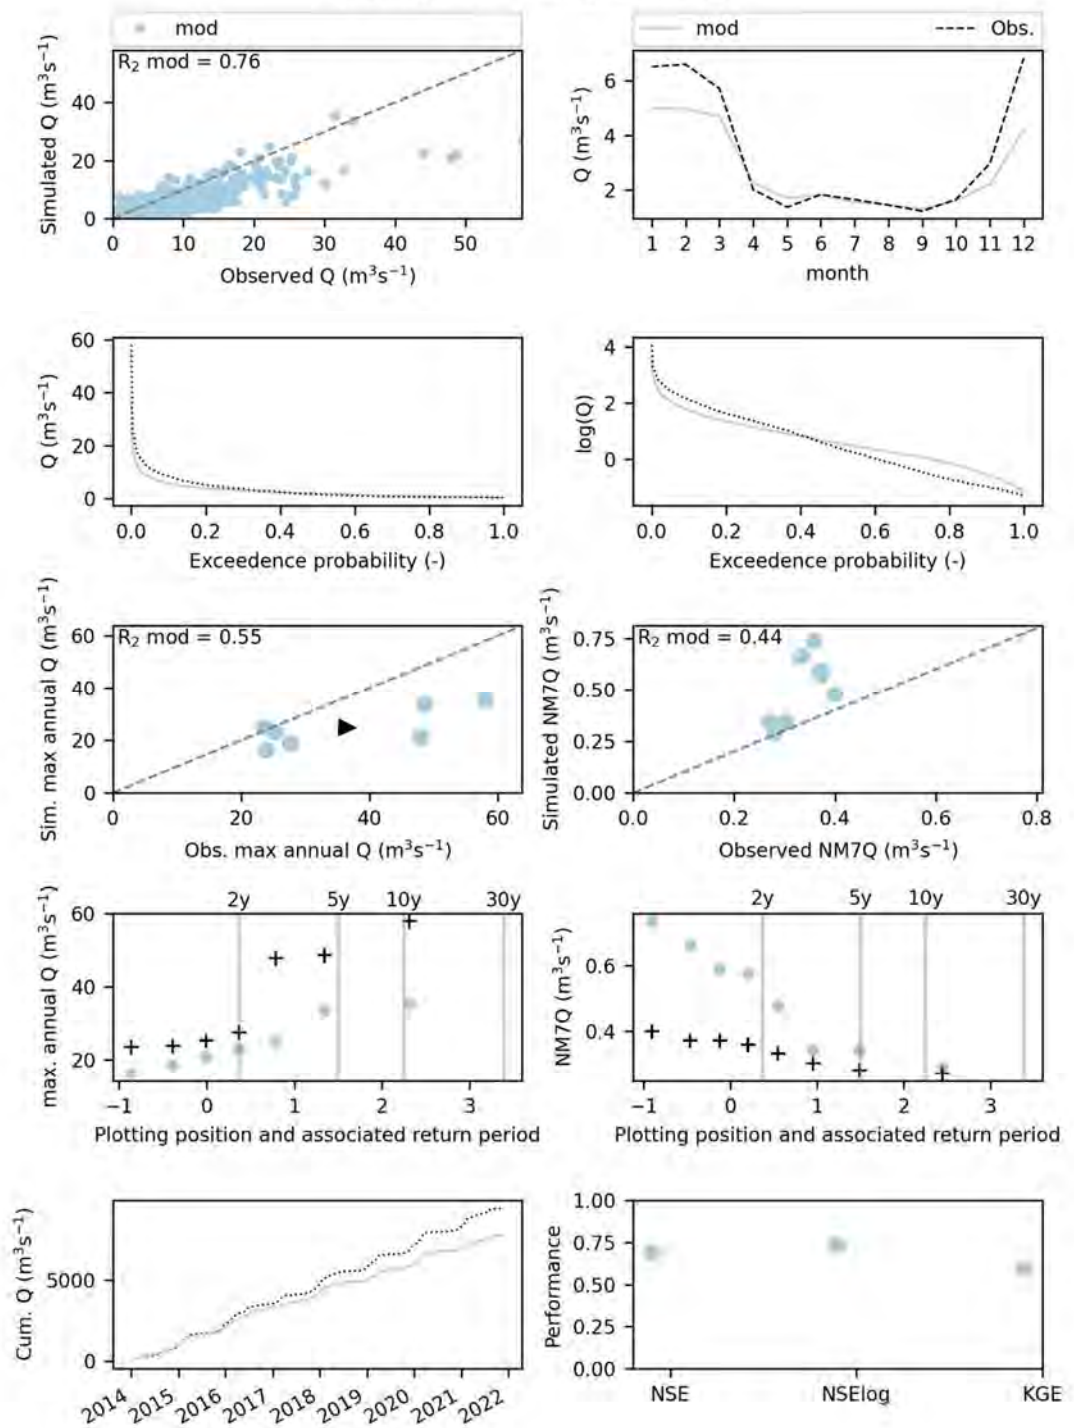 mod
R₂ mod = 0.76
Simulated Q (m³s⁻¹)
40
20
0
0 10 20 30 40 50
Observed Q (m³s⁻¹)
mod Obs.
Q (m³s⁻¹)
6
4
2
1 2 3 4 5 6 7 8 9 10 11 12
month
Q (m³s⁻¹)
60
40
20
0
0.0 0.2 0.4 0.6 0.8 1.0
Exceedence probability (-)
log(Q)
4
2
0
0.0 0.2 0.4 0.6 0.8 1.0
Exceedence probability (-)
Sim. max annual Q (m³s⁻¹)
R₂ mod = 0.55
60
40
20
0
20 40 60
Obs. max annual Q (m³s⁻¹)
Simulated NM7Q (m³s⁻¹)
R₂ mod = 0.44
0.75
0.50
0.25
0.00
0.0 0.2 0.4 0.6 0.8
Observed NM7Q (m³s⁻¹)
max. annual Q (m³s⁻¹)
2y 5y 10y 30y
60
40
20
−1 0 1 2 3
Plotting position and associated return period
NM7Q (m³s⁻¹)
2y 5y 10y 30y
0.6
0.4
−1 0 1 2 3
Plotting position and associated return period
Cum. Q (m³s⁻¹)
5000
0
2014 2015 2016 2017 2018 2019 2020 2021 2022
Performance
1.00
0.75
0.50
0.25
0.00
NSE NSElog KGE